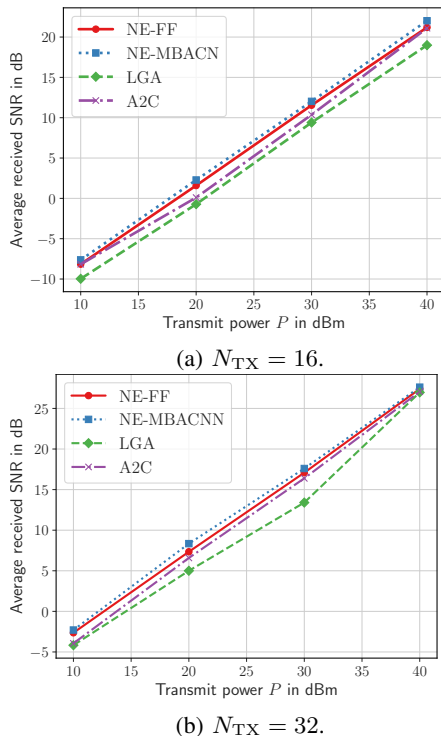 NE-FF
NE-MBACN
LGA
A2C
20
15
10
5
0
−5
−10
Average received SNR in dB
10 15 20 25 30 35 40
Transmit power P in dBm
(a) N_TX = 16.
NE-FF
NE-MBACNN
LGA
A2C
25
20
15
10
5
0
−5
Average received SNR in dB
10 15 20 25 30 35 40
Transmit power P in dBm
(b) N_TX = 32.